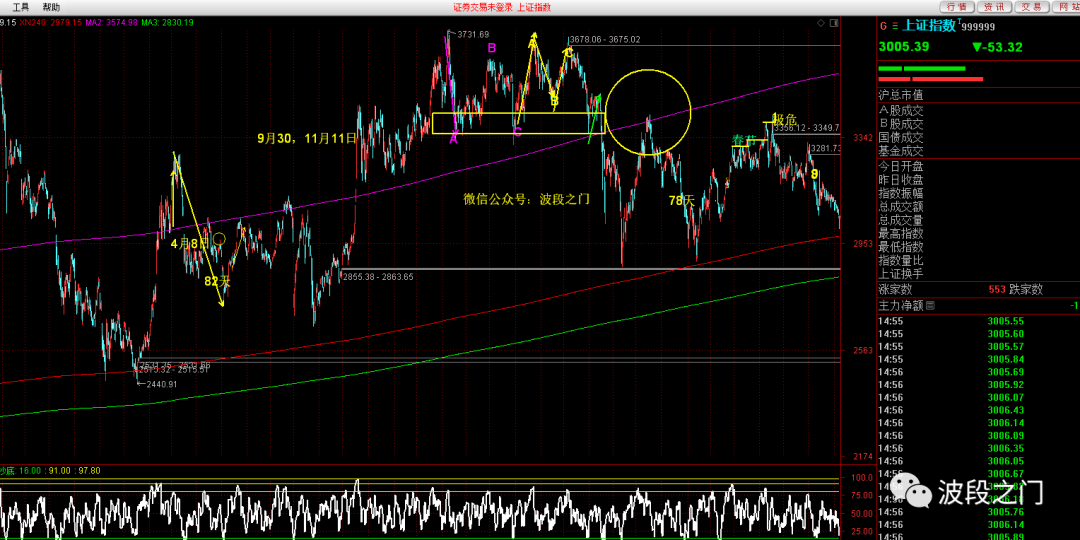 工具 帮助
证券交易未登录 上证指数
行情 资讯 交易 网站
9.15 XN340: 2976.15 MA2: 3574.98 MA3: 2830.19
G 上证指数 999999
3005.39 ▼-53.32
沪总市值
A股成交
B股成交
国债成交
基金成交
今日开盘
昨日收盘
指数振幅
总成交额
总成交量
最高指数
最低指数
指数量比
上证换手
涨家数 553 跌家数
主力净额 -1
3731.69
3678.06 - 3675.02
A
B
C
A
B
C
9月30，11月11日
微信公众号：波段之门
春节
极危
3356.12 - 3349.7
3281.73
9
78天
4月8日
82天
2855.38 - 2863.65
2440.91
3342
2953
2563
2174
抄底: 16.00 : 91.00 : 97.80
100.0
75.00
50.00
25.00
14:55 3005.55
14:55 3005.60
14:55 3005.57
14:55 3005.84
14:56 3005.69
14:56 3005.92
14:56 3006.07
14:56 3006.43
14:56 3006.14
14:56 3006.09
14:56 3006.35
14:56 3006.05
14:56 3006.67
14:56 3005.76
14:56 3006.14
14:56 3005.89
波段之门